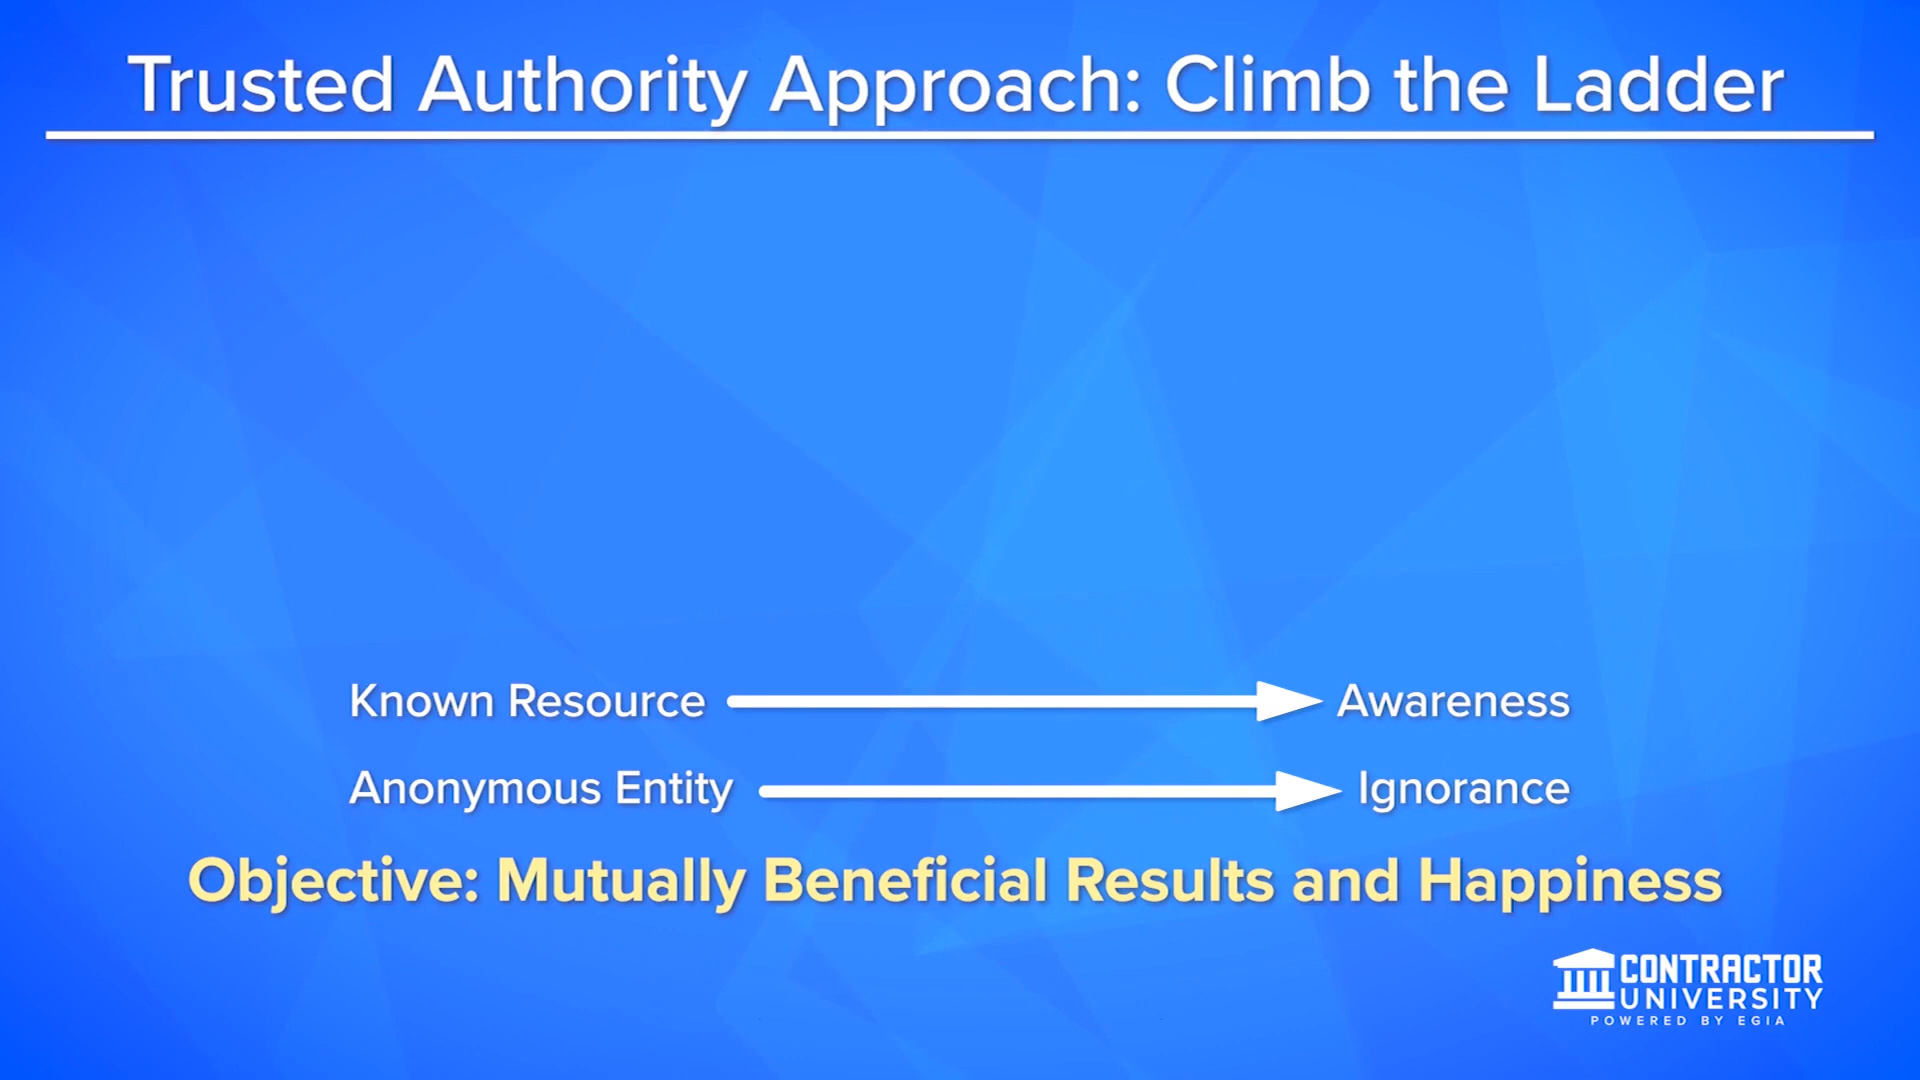 Trusted Authority Approach: Climb the Ladder
Known Resource Awareness
Anonymous Entity Ignorance
Objective: Mutually Beneficial Results and Happiness
CONTRACTOR
UNIVERSITY
POWERED BY EGIA